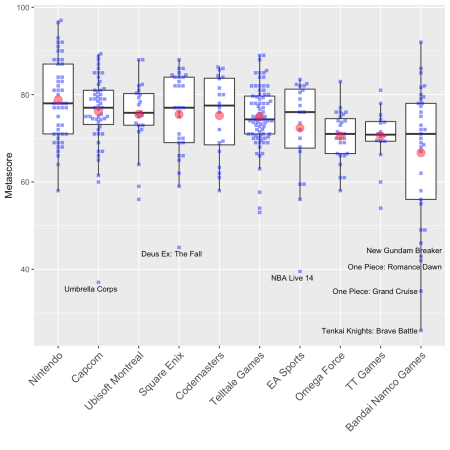 100
80
60
40
Metascore
Deus Ex: The Fall
New Gundam Breaker
One Piece: Romance Dawn
NBA Live 14
Umbrella Corps
One Piece: Grand Cruise
Tenkai Knights: Brave Battle
Nintendo
Capcom
Ubisoft Montreal
Square Enix
Codemasters
Telltale Games
EA Sports
Omega Force
TT Games
Bandai Namco Games